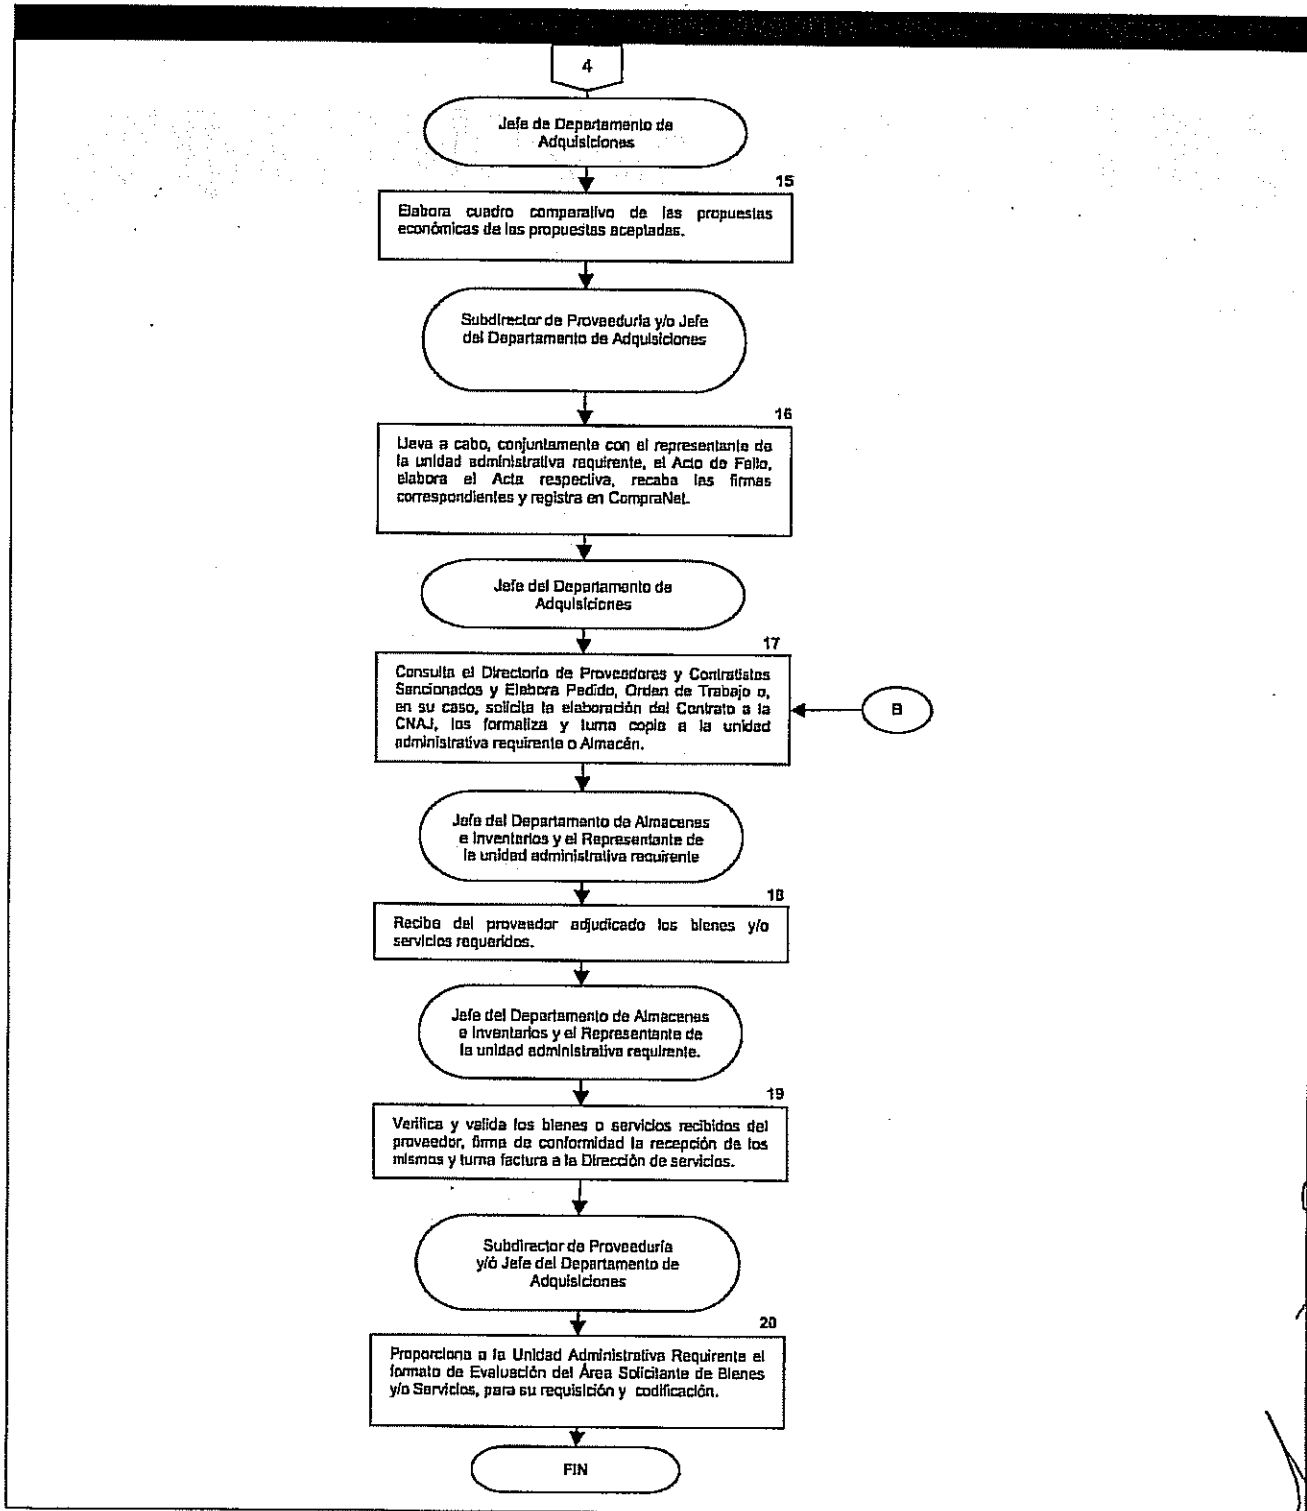 4
Jefe de Departamento de
Adquisiciones
15
Elabora cuadro comparativo de las propuestas
económicas de las propuestas aceptadas.
Subdirector de Proveeduría y/o Jefe
del Departamento de Adquisiciones
16
Lleva a cabo, conjuntamente con el representante de
la unidad administrativa requirente, el Acto de Fallo,
elabora el Acta respectiva, recaba las firmas
correspondientes y registra en CompraNet.
Jefe del Departamento de
Adquisiciones
17
Consulta el Directorio de Proveedores y Contratistas
Sancionados y Elabora Pedido, Orden de Trabajo o,
en su caso, solicita la elaboración del Contrato a la
CNAJ, los formaliza y turna copia a la unidad
administrativa requirente o Almacén.
B
Jefe del Departamento de Almacenes
e Inventarios y el Representante de
la unidad administrativa requirente
18
Recibe del proveedor adjudicado los bienes y/o
servicios requeridos.
Jefe del Departamento de Almacenes
e Inventarios y el Representante de
la unidad administrativa requirente.
19
Verifica y valida los bienes o servicios recibidos del
proveedor, firma de conformidad la recepción de los
mismos y turna factura a la Dirección de servicios.
Subdirector de Proveeduría
y/ó Jefe del Departamento de
Adquisiciones
20
Proporciona a la Unidad Administrativa Requirente el
formato de Evaluación del Área Solicitante de Bienes
y/o Servicios, para su requisición y codificación.
FIN